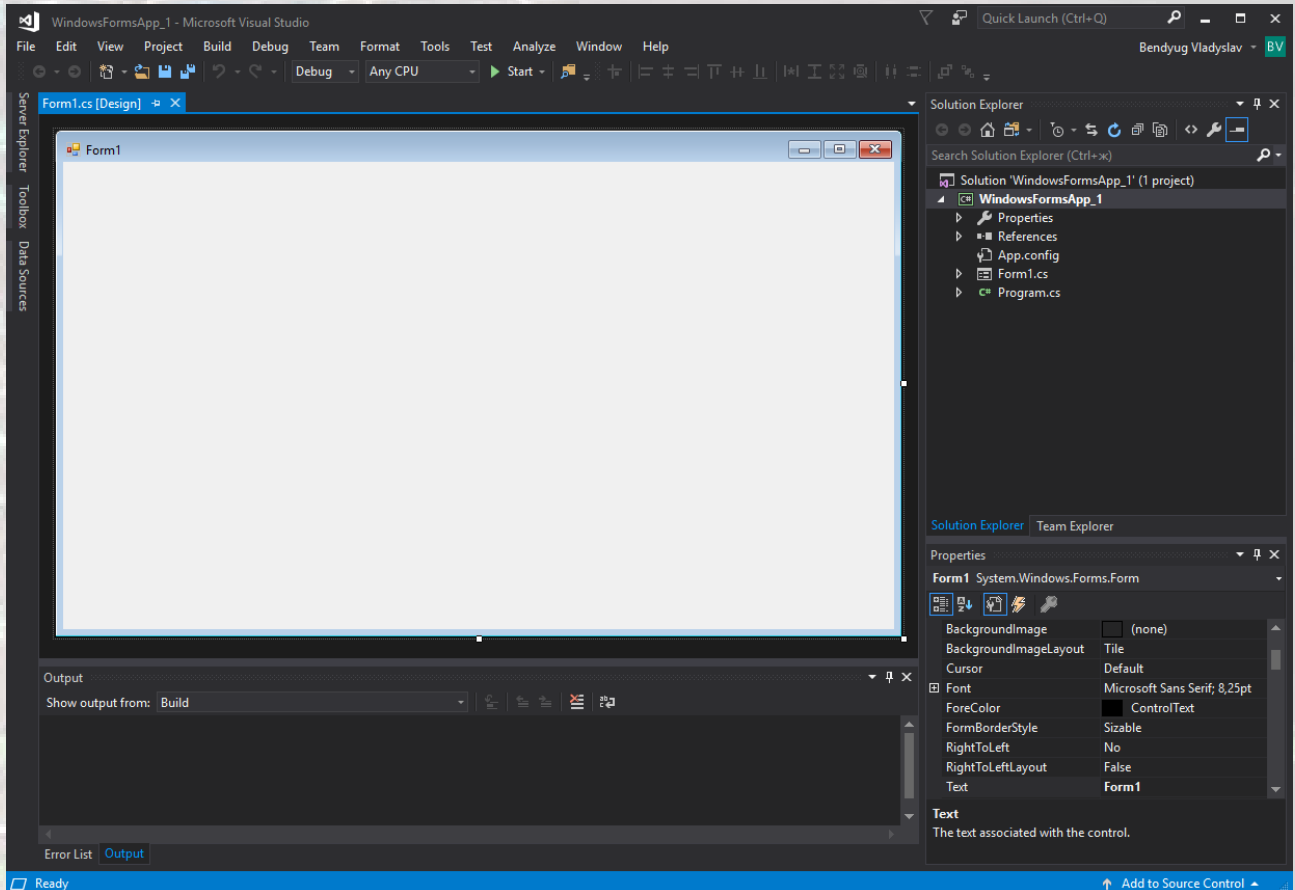 WindowsFormsApp_1 - Microsoft Visual Studio
Quick Launch (Ctrl+Q)
File Edit View Project Build Debug Team Format Tools Test Analyze Window Help
Bendyug Vladyslav BV
Debug Any CPU Start
Server Explorer
Toolbox
Data Sources
Form1.cs [Design]
Form1
Solution Explorer
Search Solution Explorer (Ctrl+ж)
Solution 'WindowsFormsApp_1' (1 project)
C# WindowsFormsApp_1
Properties
References
App.config
Form1.cs
C# Program.cs
Solution Explorer Team Explorer
Properties
Form1 System.Windows.Forms.Form
BackgroundImage (none)
BackgroundImageLayout Tile
Cursor Default
Font Microsoft Sans Serif; 8,25pt
ForeColor ControlText
FormBorderStyle Sizable
RightToLeft No
RightToLeftLayout False
Text Form1
Text
The text associated with the control.
Output
Show output from: Build
Error List Output
Ready
Add to Source Control